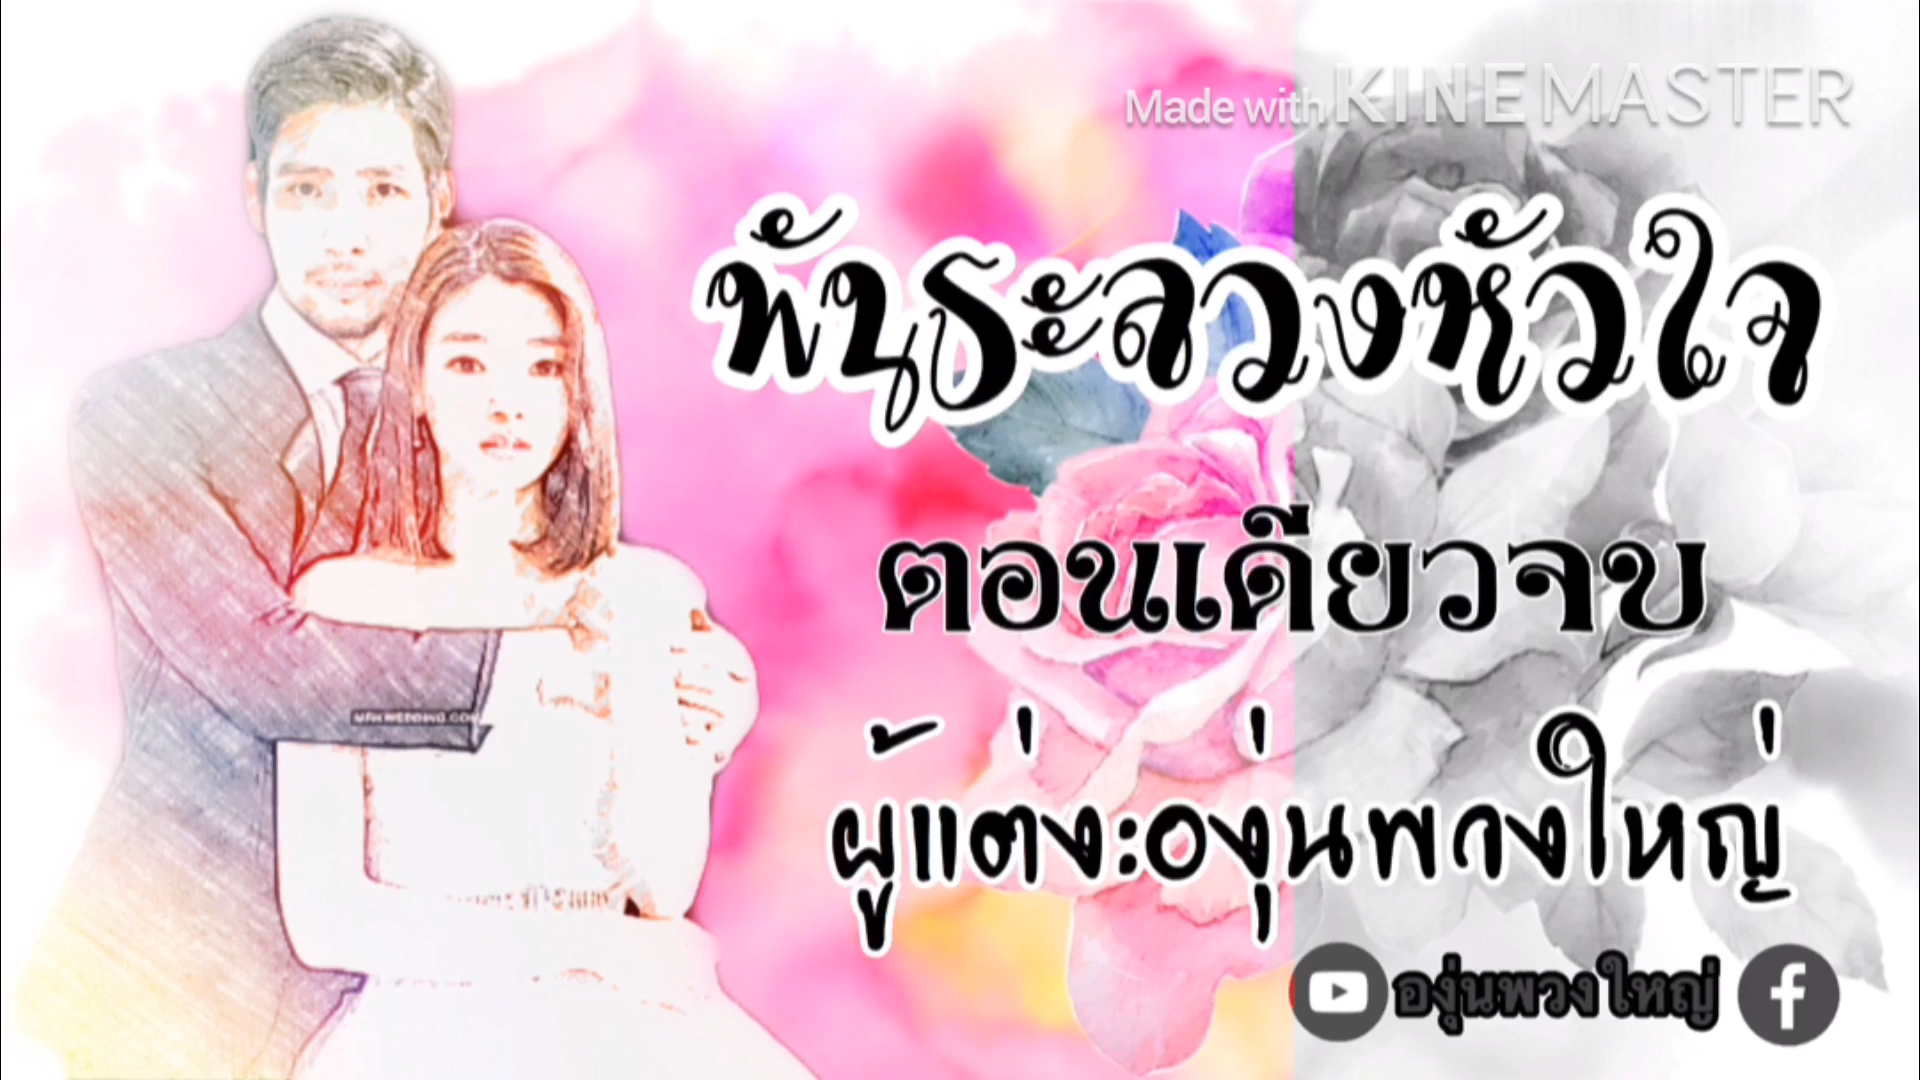 Made with KINEMASTER
พันธะลวงหัวใจ
ตอนเดียวจบ
ผู้แต่ง:องุ่นพวงใหญ่
องุ่นพวงใหญ่